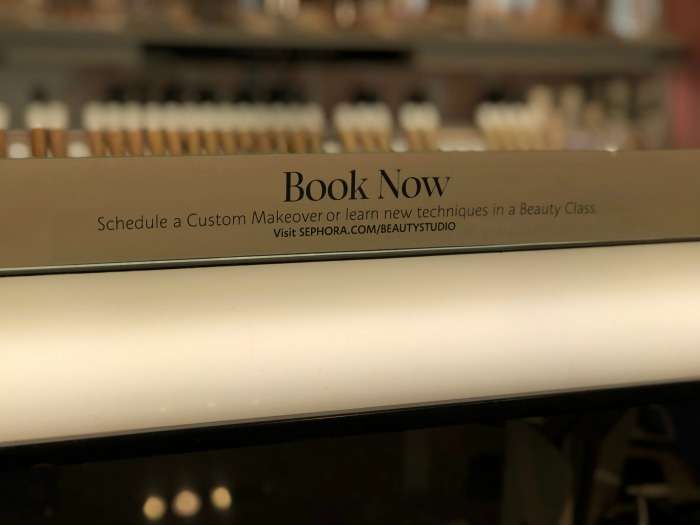 Book Now
Schedule a Custom Makeover or learn new techniques in a Beauty Class.
Visit SEPHORA.COM/BEAUTYSTUDIO